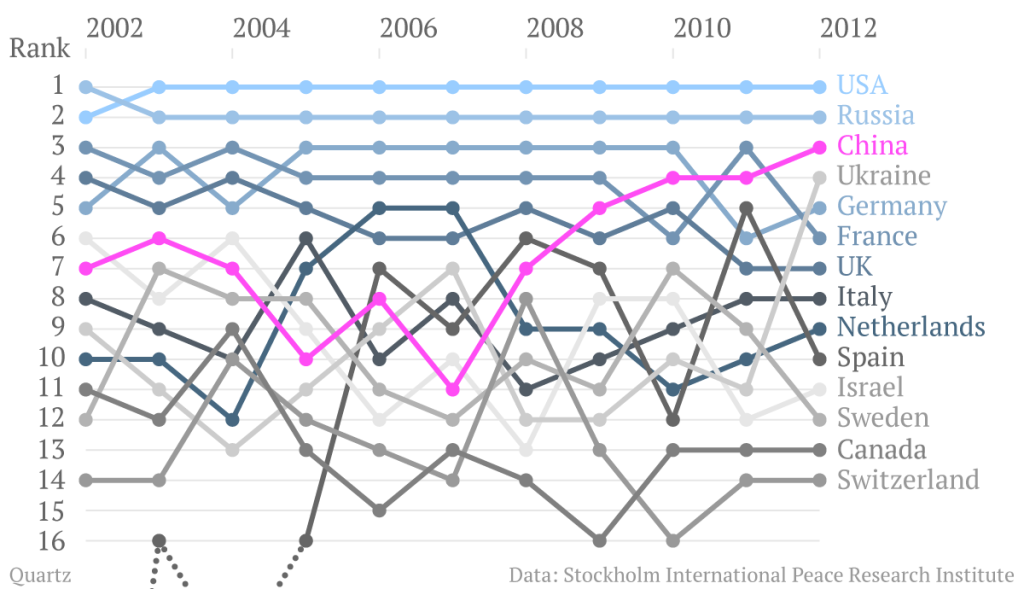 2002 2004 2006 2008 2010 2012
Rank
1 USA
2 Russia
3 China
4 Ukraine
5 Germany
6 France
7 UK
8 Italy
9 Netherlands
10 Spain
11 Israel
12 Sweden
13 Canada
14 Switzerland
15
16
Quartz Data: Stockholm International Peace Research Institute